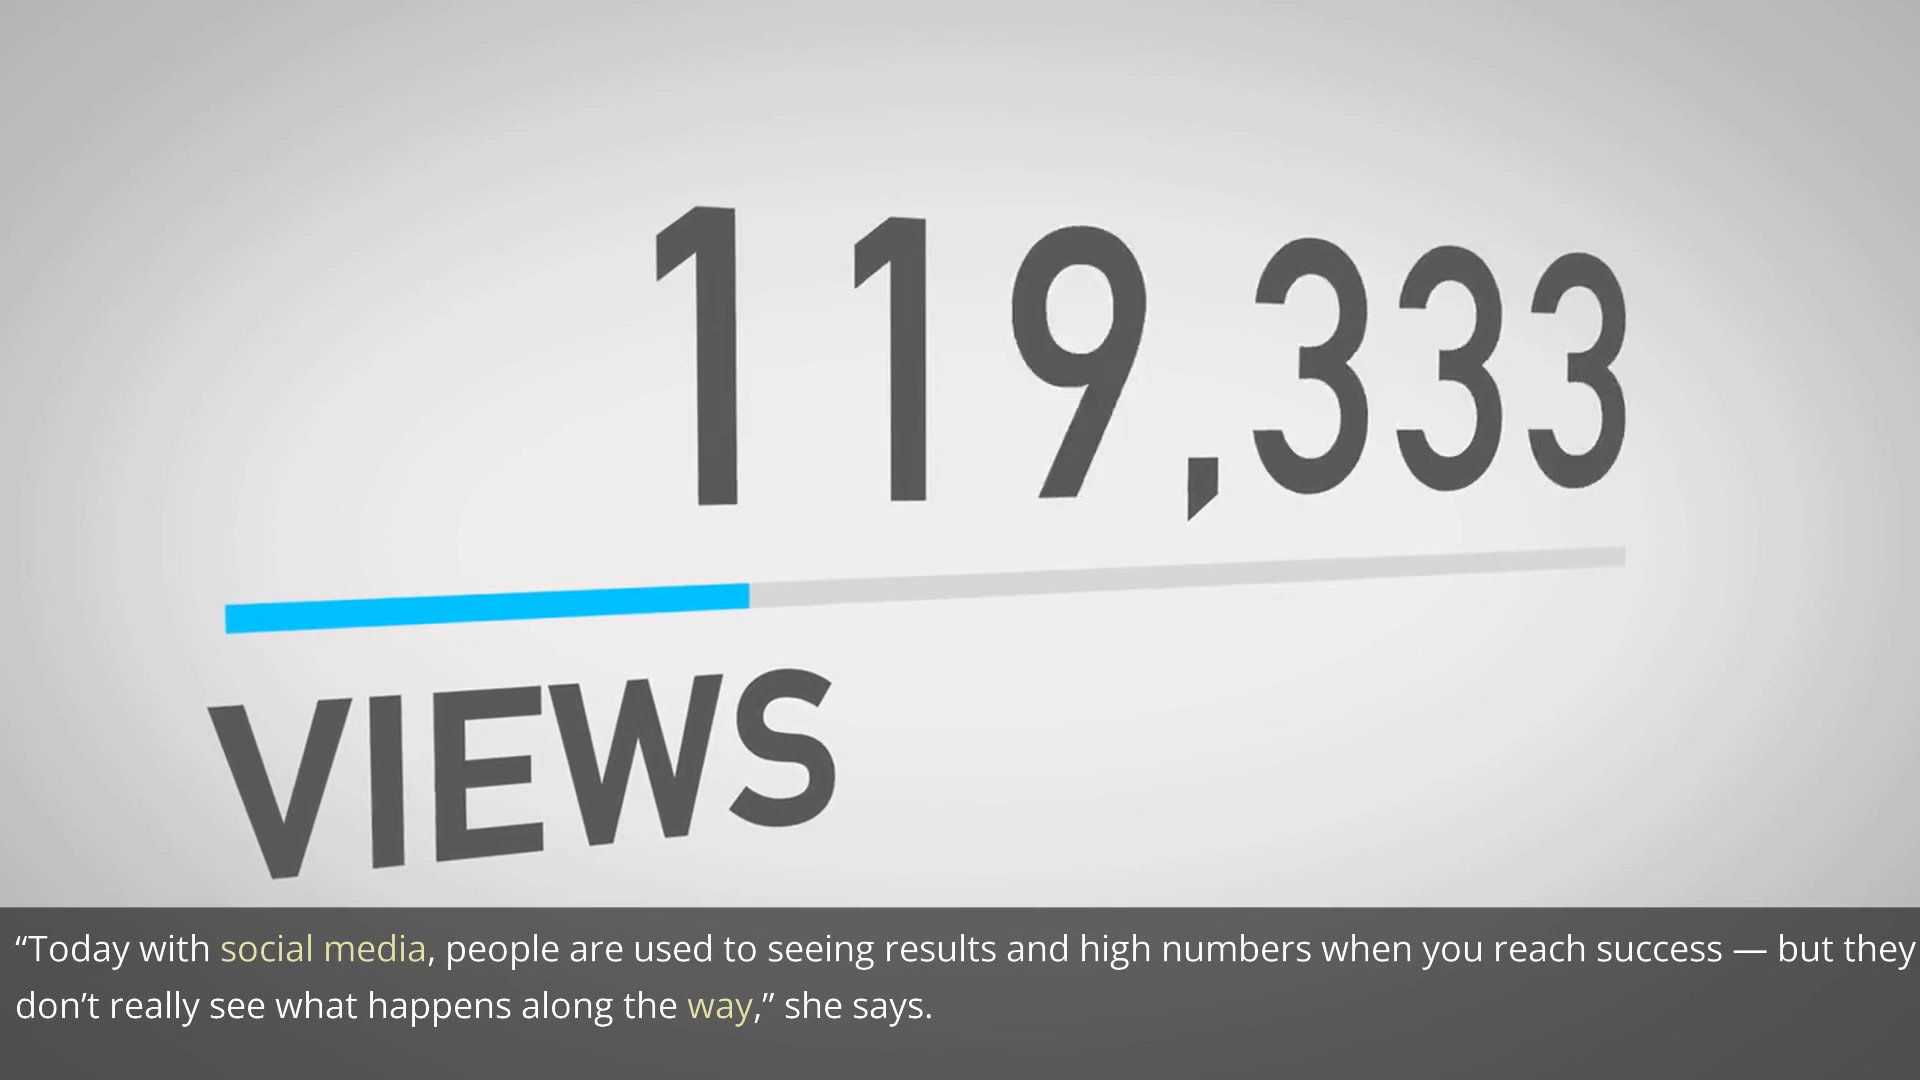 119,333
VIEWS
“Today with social media, people are used to seeing results and high numbers when you reach success — but they
don’t really see what happens along the way,” she says.